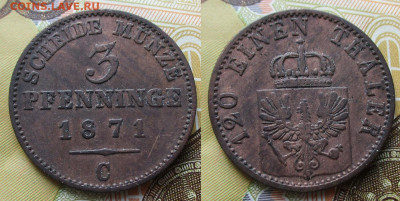 COINS.LAVE.RU
SCHEIDE MÜNZE
3
PFENNINGE
1871
C
120 EINEN THALER